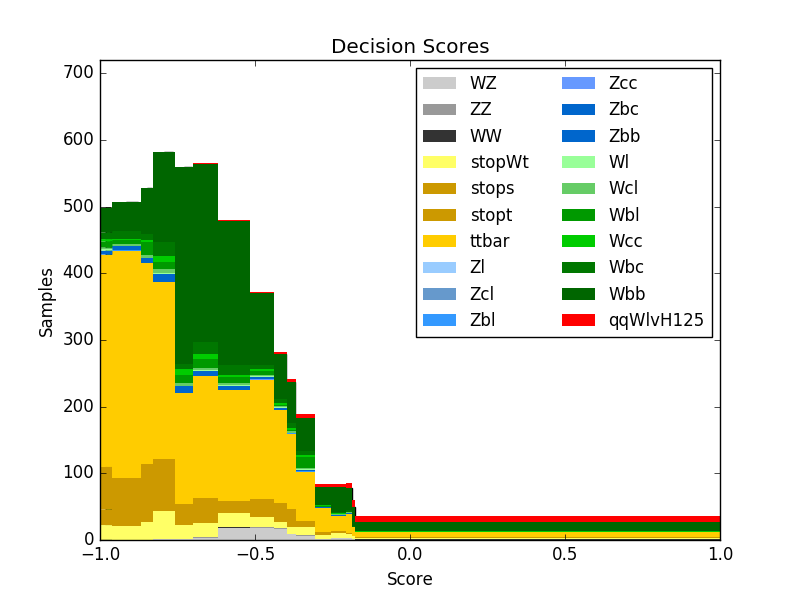 Decision Scores
700
600
500
400
300
200
100
0
Samples
−1.0
−0.5
0.0
0.5
1.0
Score
WZ
ZZ
WW
stopWt
stops
stopt
ttbar
Zl
Zcl
Zbl
Zcc
Zbc
Zbb
Wl
Wcl
Wbl
Wcc
Wbc
Wbb
qqWlvH125